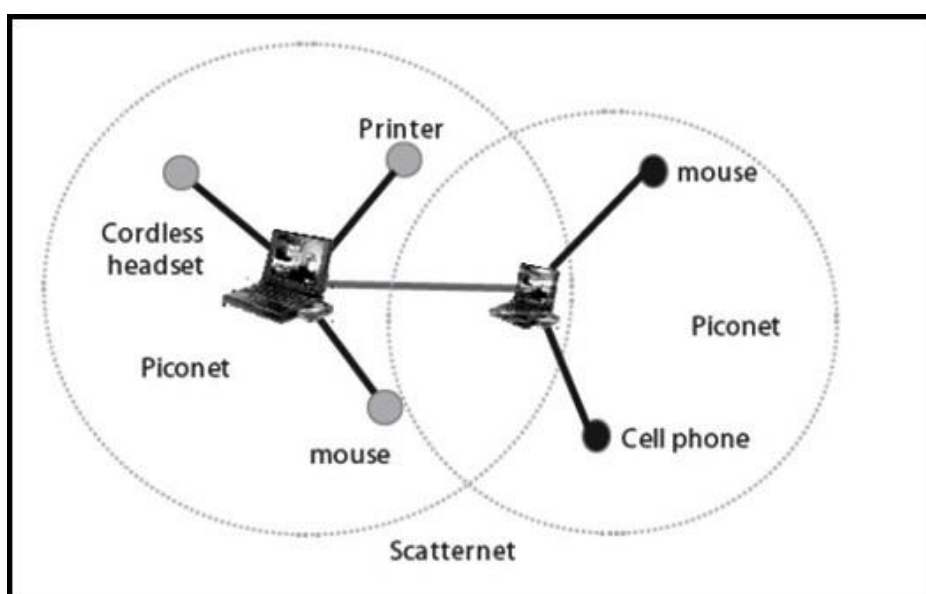 Printer
mouse
Cordless
headset
Piconet
Piconet
Cell phone
mouse
Scatternet